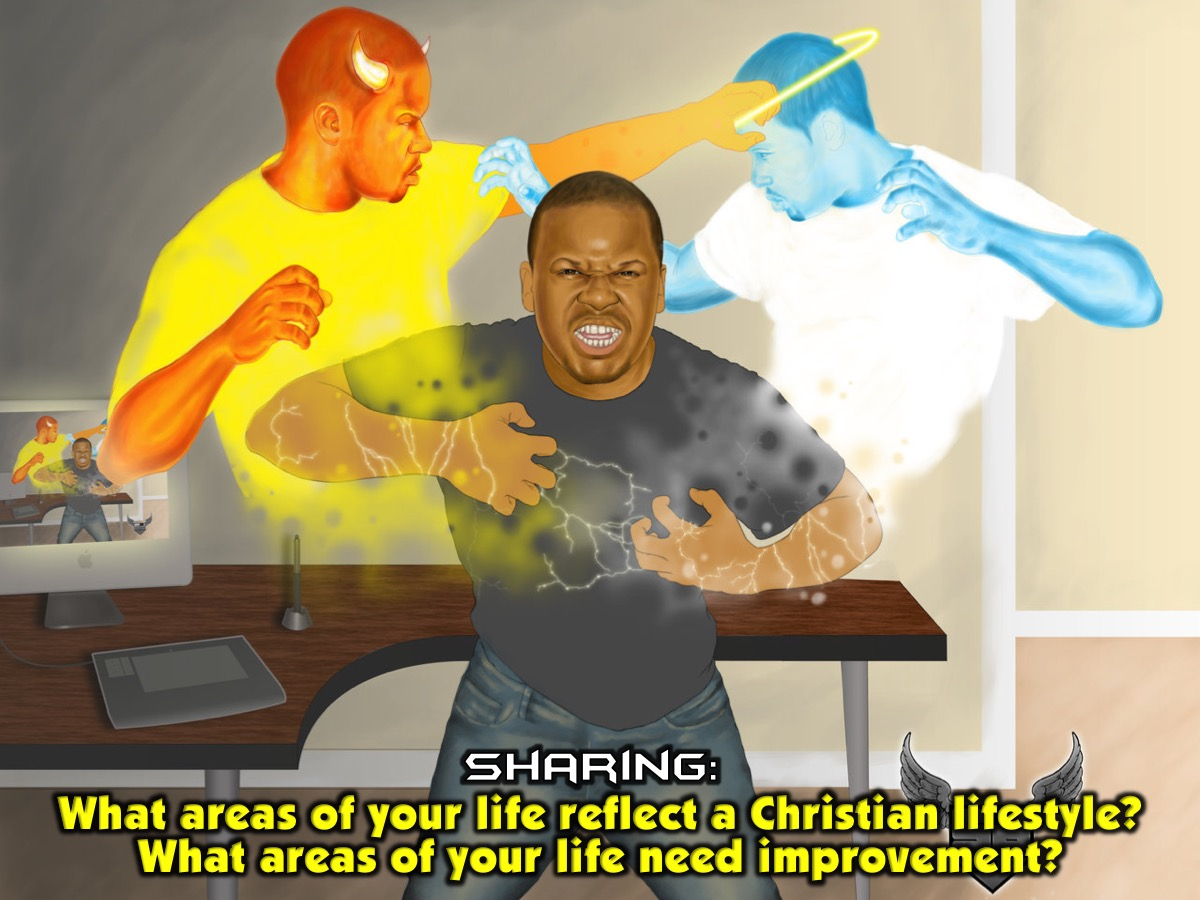 SHARING:
What areas of your life reflect a Christian lifestyle?
What areas of your life need improvement?